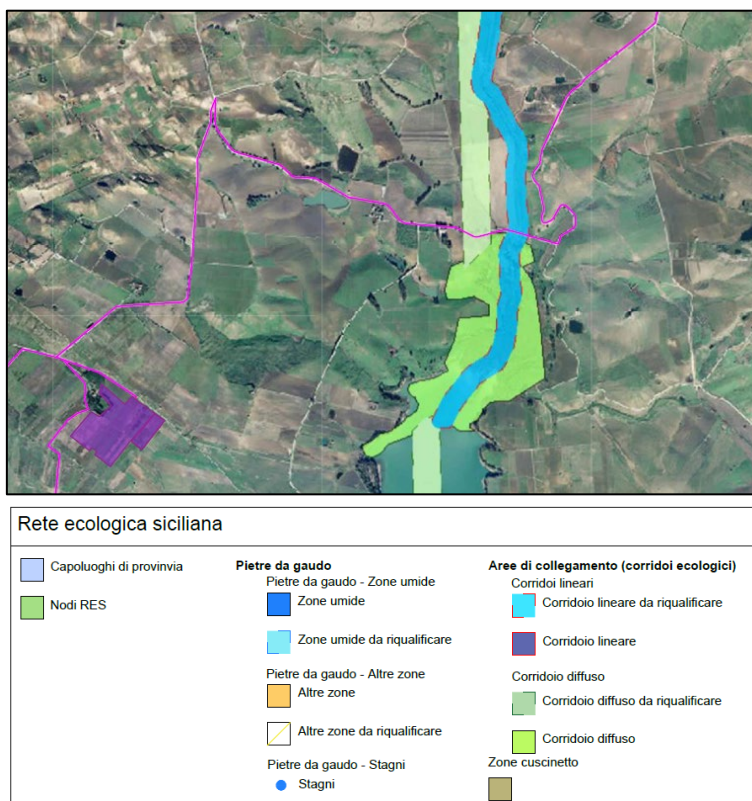 Rete ecologica siciliana
Capoluoghi di provinvia
Nodi RES
Pietre da gaudo
Pietre da gaudo - Zone umide
Zone umide
Zone umide da riqualificare
Pietre da gaudo - Altre zone
Altre zone
Altre zone da riqualificare
Pietre da gaudo - Stagni
Stagni
Aree di collegamento (corridoi ecologici)
Corridoi lineari
Corridoio lineare da riqualificare
Corridoio lineare
Corridoio diffuso
Corridoio diffuso da riqualificare
Corridoio diffuso
Zone cuscinetto